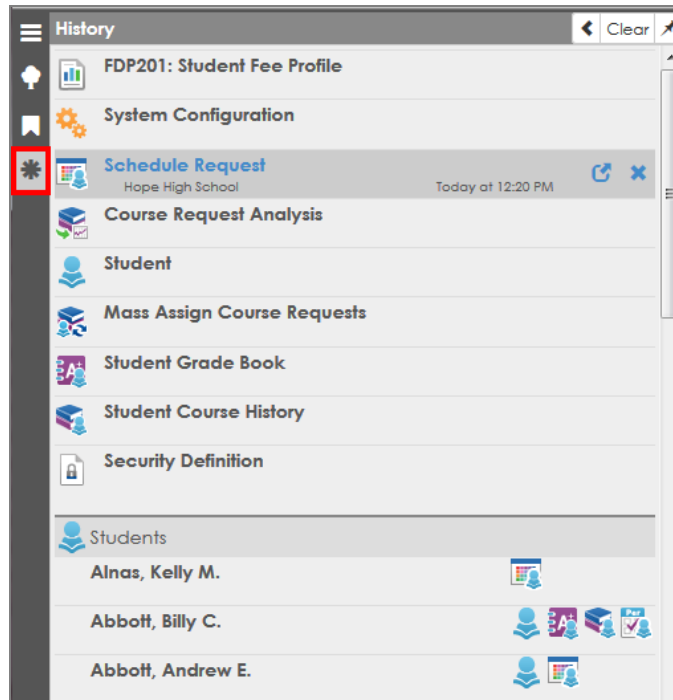 History
Clear
FDP201: Student Fee Profile
System Configuration
Schedule Request
Hope High School Today at 12:20 PM
Course Request Analysis
Student
Mass Assign Course Requests
Student Grade Book
Student Course History
Security Definition
Students
Alnas, Kelly M.
Abbott, Billy C.
Abbott, Andrew E.